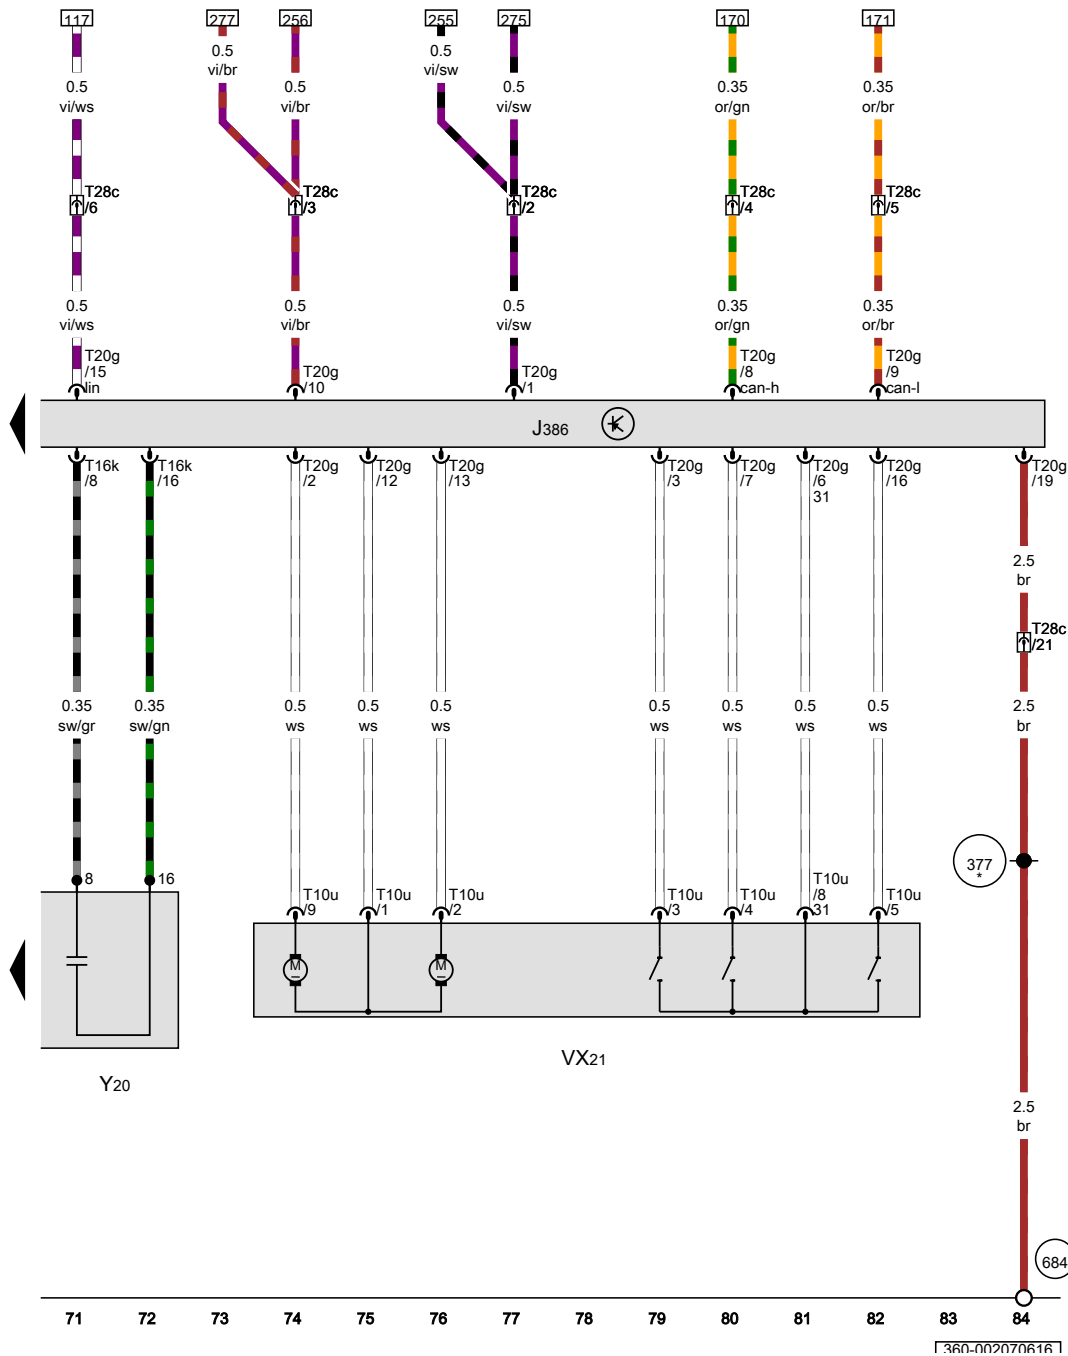 117 277 256 255 275 170 171
0.5 0.5
vi/br vi/sw
0.5 0.5 0.5 0.35 0.35
vi/ws vi/br vi/sw or/gn or/br
T28c T28c T28c T28c T28c
/6 /3 /2 /4 /5
0.5 0.5 0.5 0.35 0.35
vi/ws vi/br vi/sw or/gn or/br
T20g T20g T20g
/15 T20g T20g /8 /9
lin /10 /1 can-h can-l
J386
T16k T16k T20g T20g T20g T20g T20g T20g T20g T20g
/8 /16 /2 /12 /13 /3 /7 /6 /16 /19
31
2.5
br
T28c
/21
0.35 0.35 0.5 0.5 0.5 0.5 0.5 0.5 0.5 2.5
sw/gr sw/gn ws ws ws ws ws ws ws br
377
*
8 16
T10u
T10u T10u T10u T10u T10u /8 T10u
/9 /1 /2 /3 /4 31 /5
M M
VX21
Y20
2.5
br
684
71 72 73 74 75 76 77 78 79 80 81 82 83 84
360-002070616